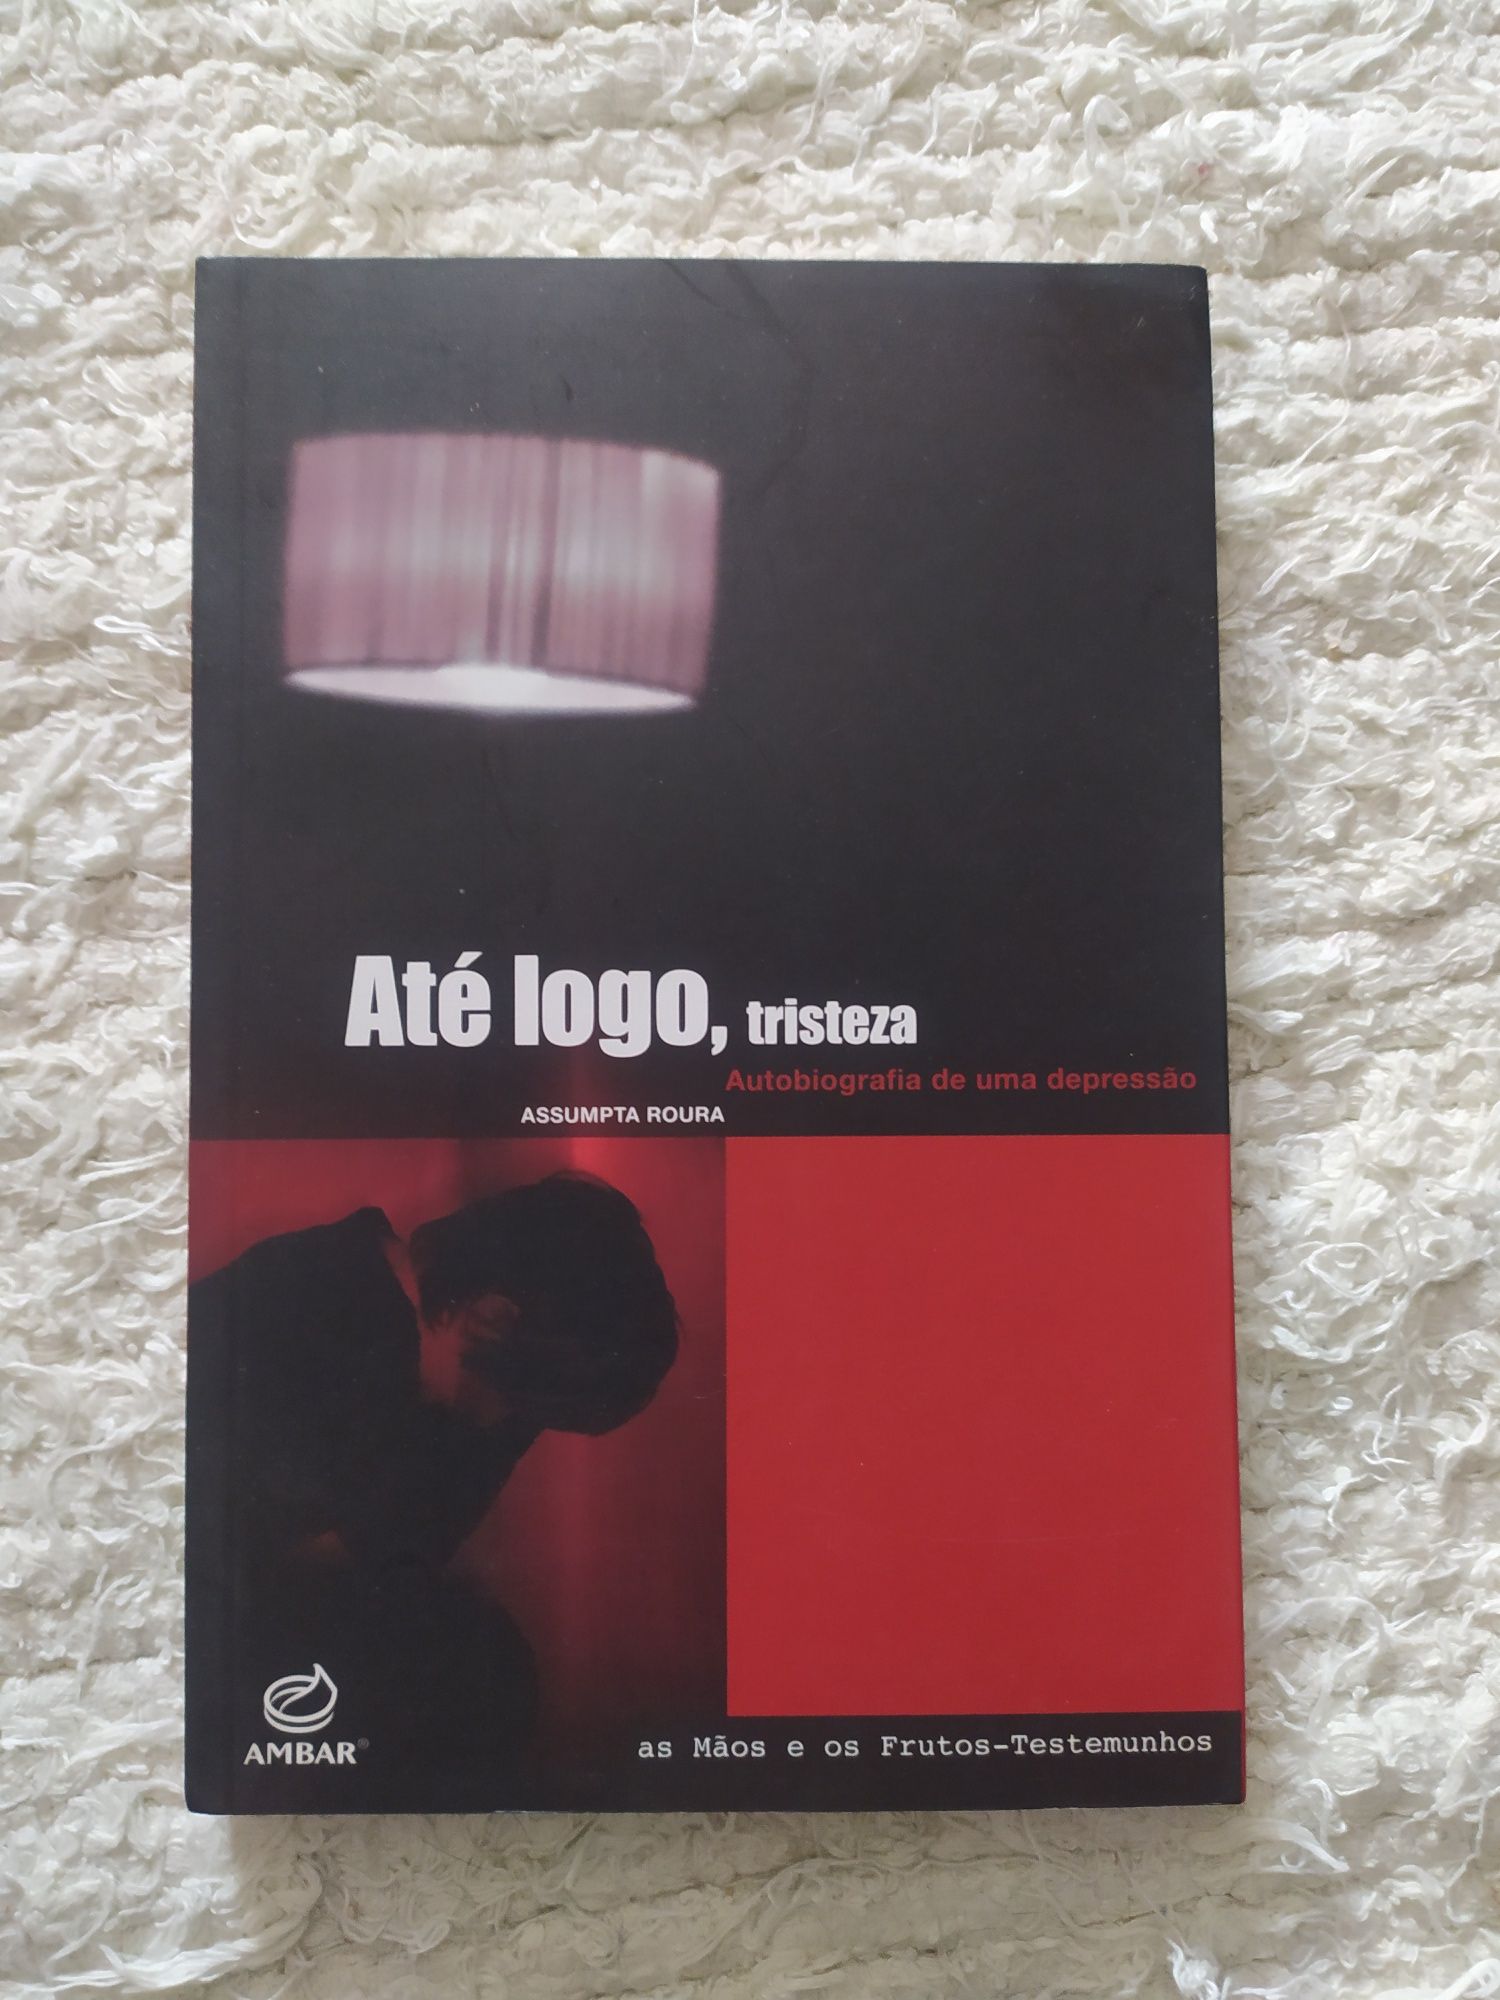 Até logo, tristeza
Autobiografia de uma depressão
ASSUMPTA ROURA
AMBAR®
as Mãos e os Frutos-Testemunhos